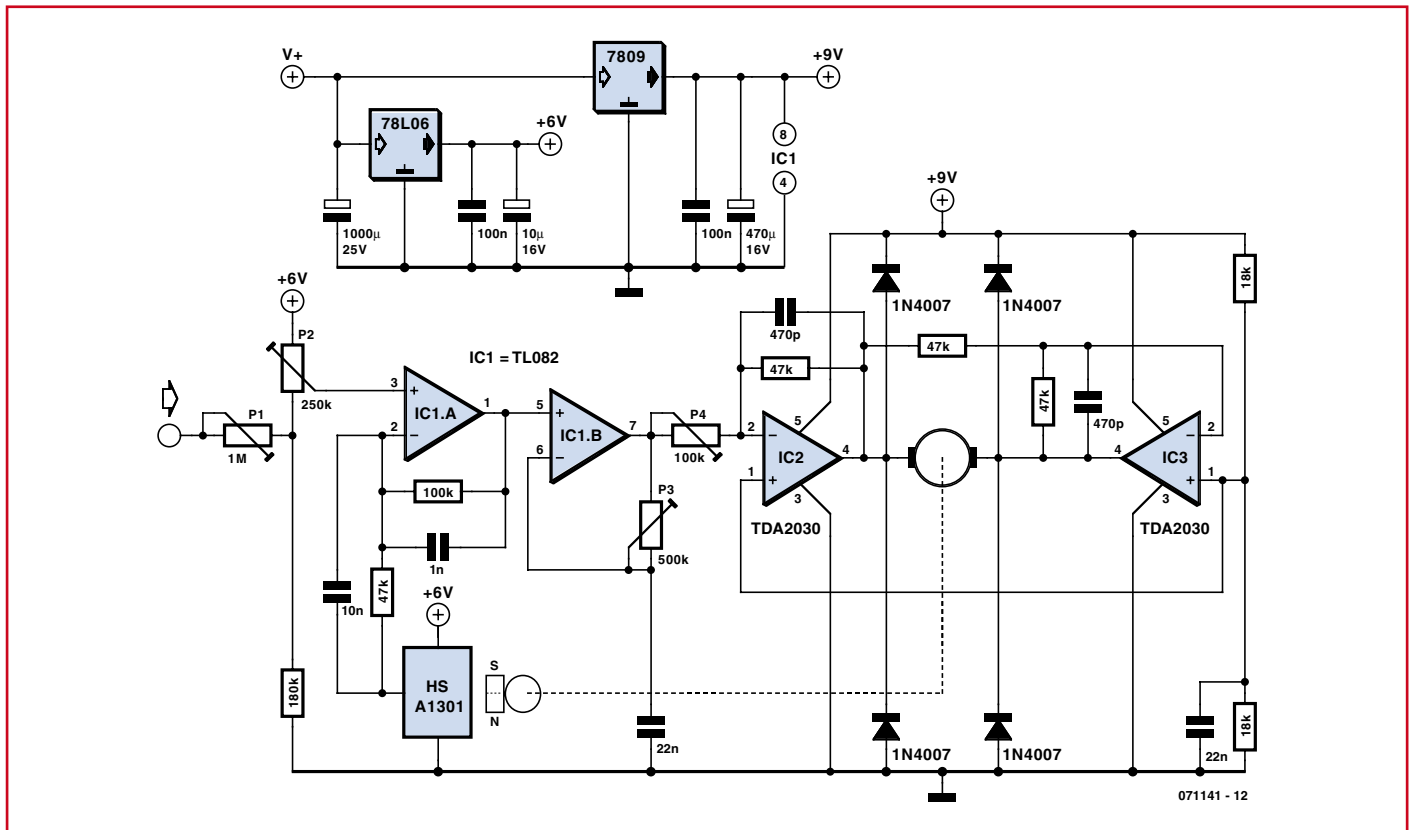 V+
7809
+9V
78L06
+6V
8
IC1
4
1000µ
25V
100n
10µ
16V
100n
470µ
16V
+9V
+6V
18k
P2
1N4007
1N4007
470p
IC1 = TL082
47k
250k
3
+
IC1.A
1
2
–
P1
1M
5
+
IC1.B
7
6
–
P4
100k
47k
47k
470p
2
–
5
IC2
4
1
+
3
TDA2030
5
–
2
4
IC3
1
+
3
TDA2030
100k
P3
500k
1n
10n
47k
+6V
180k
HS
A1301
S
N
22n
1N4007
1N4007
22n
18k
071141 - 12